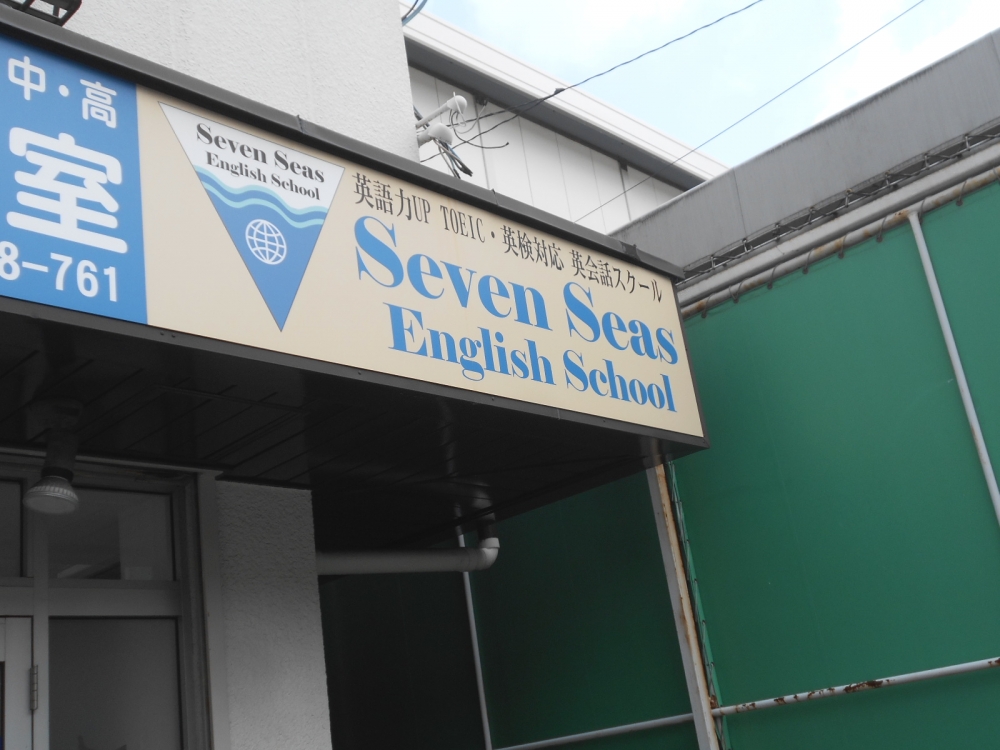 中・高
室
8-761
Seven Seas
English School
英語力UP TOEIC・英検対応 英会話スクール
Seven Seas
English School